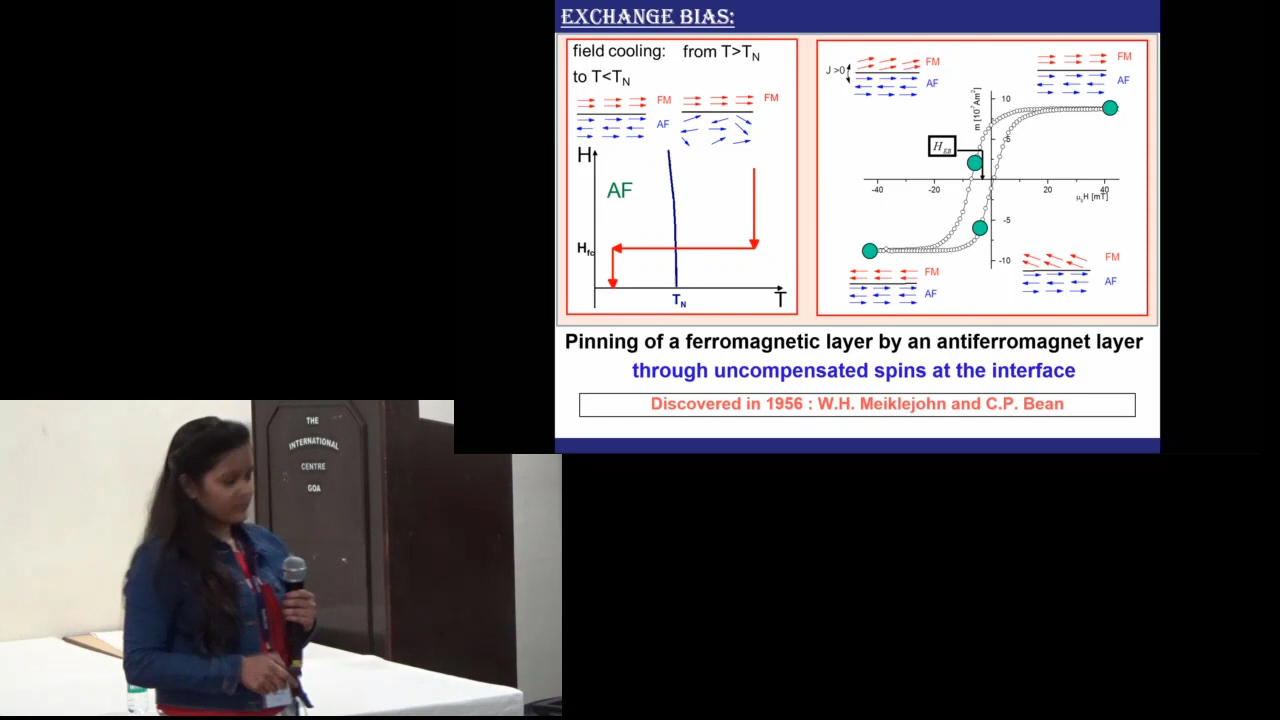 EXCHANGE BIAS:
field cooling: from T>TN
to T<TN
FM
FM
AF
H
AF
Hfc
TN
T
J >0
FM
AF
FM
AF
m [10⁻⁷Am²]
10
5
HEB
-40
-20
20
40
μ₀H [mT]
-5
-10
FM
AF
FM
AF
Pinning of a ferromagnetic layer by an antiferromagnet layer
through uncompensated spins at the interface
Discovered in 1956 : W.H. Meiklejohn and C.P. Bean
THE
INTERNATIONAL
CENTRE
GOA